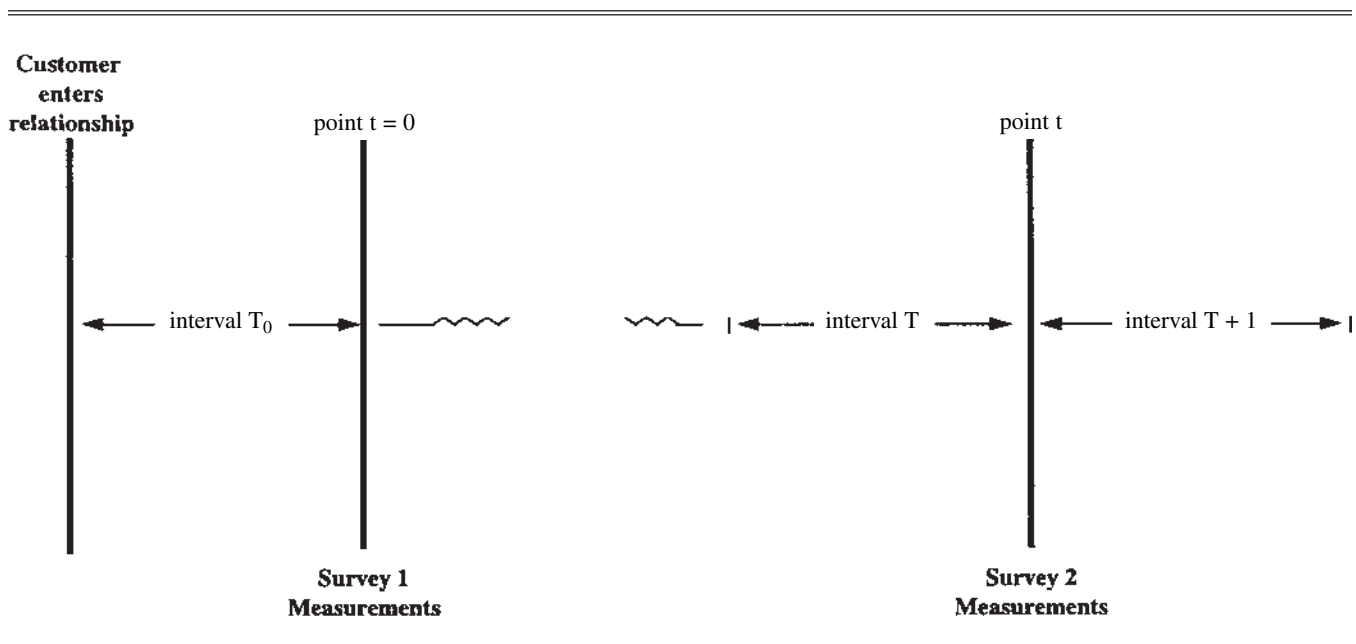 Customer
enters
relationship
point t = 0
point t
interval T₀
interval T
interval T + 1
Survey 1
Measurements
Survey 2
Measurements